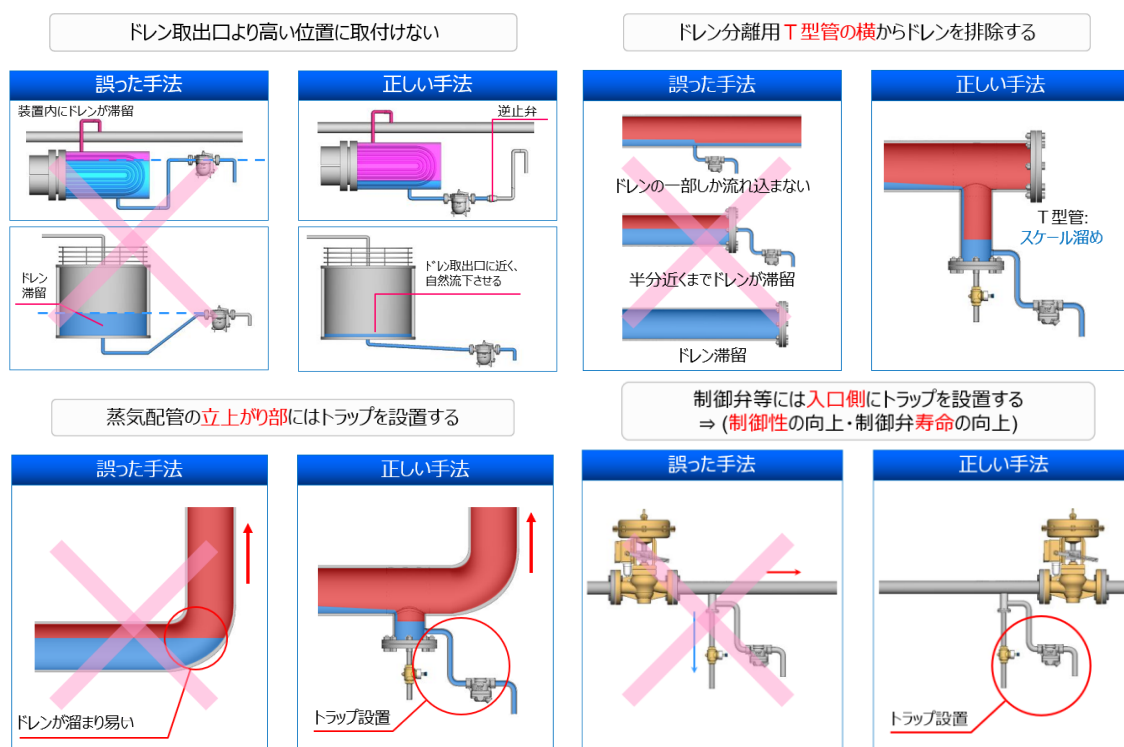 ドレン取出口より高い位置に取付けない
誤った手法
装置内にドレンが滞留
ドレン
滞留
正しい手法
逆止弁
ドレン取出口に近く、
自然流下させる
ドレン分離用T型管の横からドレンを排除する
誤った手法
ドレンの一部しか流れ込まない
半分近くまでドレンが滞留
ドレン滞留
正しい手法
T型管:
スケール溜め
蒸気配管の立上がり部にはトラップを設置する
誤った手法
ドレンが溜まり易い
正しい手法
トラップ設置
制御弁等には入口側にトラップを設置する
⇒ (制御性の向上・制御弁寿命の向上)
誤った手法
正しい手法
トラップ設置